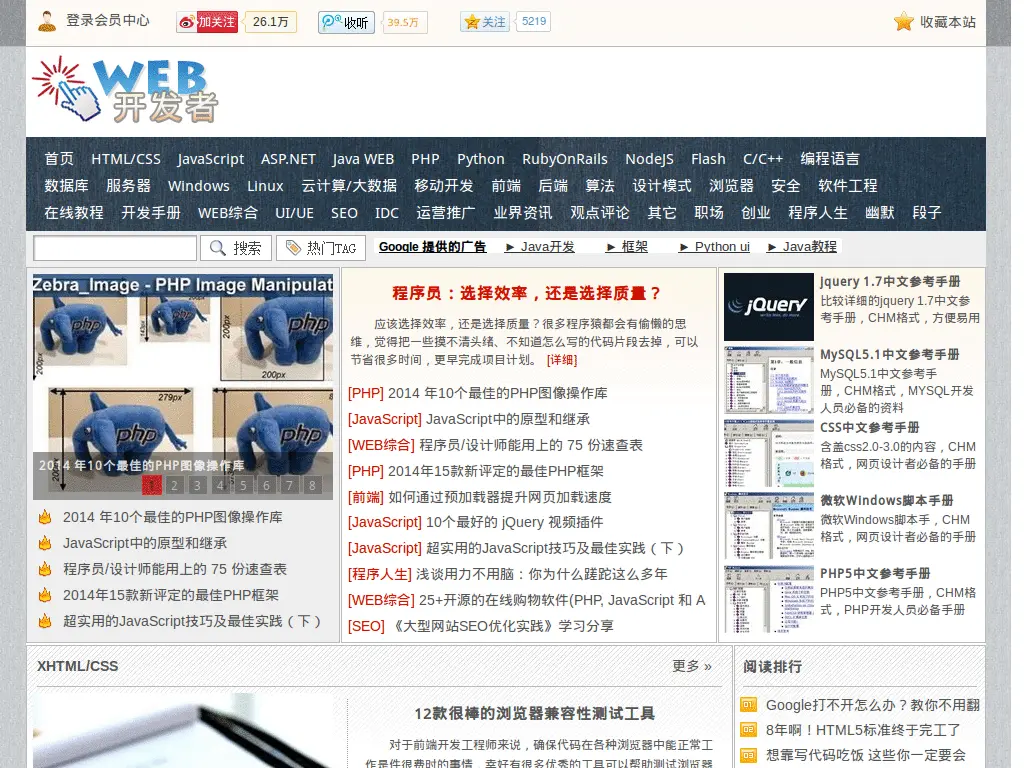 登录会员中心
加关注
26.1万
收听
39.5万
关注
5219
收藏本站
WEB
开发者
首页 HTML/CSS JavaScript ASP.NET Java WEB PHP Python RubyOnRails NodeJS Flash C/C++ 编程语言
数据库 服务器 Windows Linux 云计算/大数据 移动开发 前端 后端 算法 设计模式 浏览器 安全 软件工程
在线教程 开发手册 WEB综合 UI/UE SEO IDC 运营推广 业界资讯 观点评论 其它 职场 创业 程序人生 幽默 段子
搜索
热门TAG
Google 提供的广告 ► Java开发 ► 框架 ► Python ui ► Java教程
Zebra_Image - PHP Image Manipulat
200px
143px
200px
200px
279px
php
php
php
php
php
2014 年10个最佳的PHP图像操作库
1 2 3 4 5 6 7 8
2014 年10个最佳的PHP图像操作库
JavaScript中的原型和继承
程序员/设计师能用上的 75 份速查表
2014年15款新评定的最佳PHP框架
超实用的JavaScript技巧及最佳实践（下）
程序员：选择效率，还是选择质量？
应该选择效率，还是选择质量？很多程序猿都会有偷懒的思
维，觉得把一些摸不清头绪、不知道怎么写的代码片段去掉，可以
节省很多时间，更早完成项目计划。 [详细]
[PHP] 2014 年10个最佳的PHP图像操作库
[JavaScript] JavaScript中的原型和继承
[WEB综合] 程序员/设计师能用上的 75 份速查表
[PHP] 2014年15款新评定的最佳PHP框架
[前端] 如何通过预加载器提升网页加载速度
[JavaScript] 10个最好的 jQuery 视频插件
[JavaScript] 超实用的JavaScript技巧及最佳实践（下）
[程序人生] 浅谈用力不用脑：你为什么蹉跎这么多年
[WEB综合] 25+开源的在线购物软件(PHP, JavaScript 和 A
[SEO] 《大型网站SEO优化实践》学习分享
jQuery
write less, do more.
Jquery 1.7中文参考手册
比较详细的jquery 1.7中文参
考手册，CHM格式，方便易用
MySQL5.1中文参考手册
MySQL5.1中文参考手
册，CHM格式，MYSQL开发
人员必备的资料
CSS中文参考手册
含盖css2.0-3.0的内容，CHM
格式，网页设计者必备的手册
微软Windows脚本手册
微软Windows脚本手，CHM
格式，网页设计者必备的手册
PHP5中文参考手册
PHP5中文参考手册，CHM格
式，PHP开发人员必备手册
XHTML/CSS
更多 »
12款很棒的浏览器兼容性测试工具
对于前端开发工程师来说，确保代码在各种浏览器中能正常工
作是件很费时的事情，幸好有很多优秀的工具可以帮助测试浏览器
阅读排行
01 Google打不开怎么办？教你不用翻
02 8年啊！HTML5标准终于完工了
03 想靠写代码吃饭 这些你一定要会